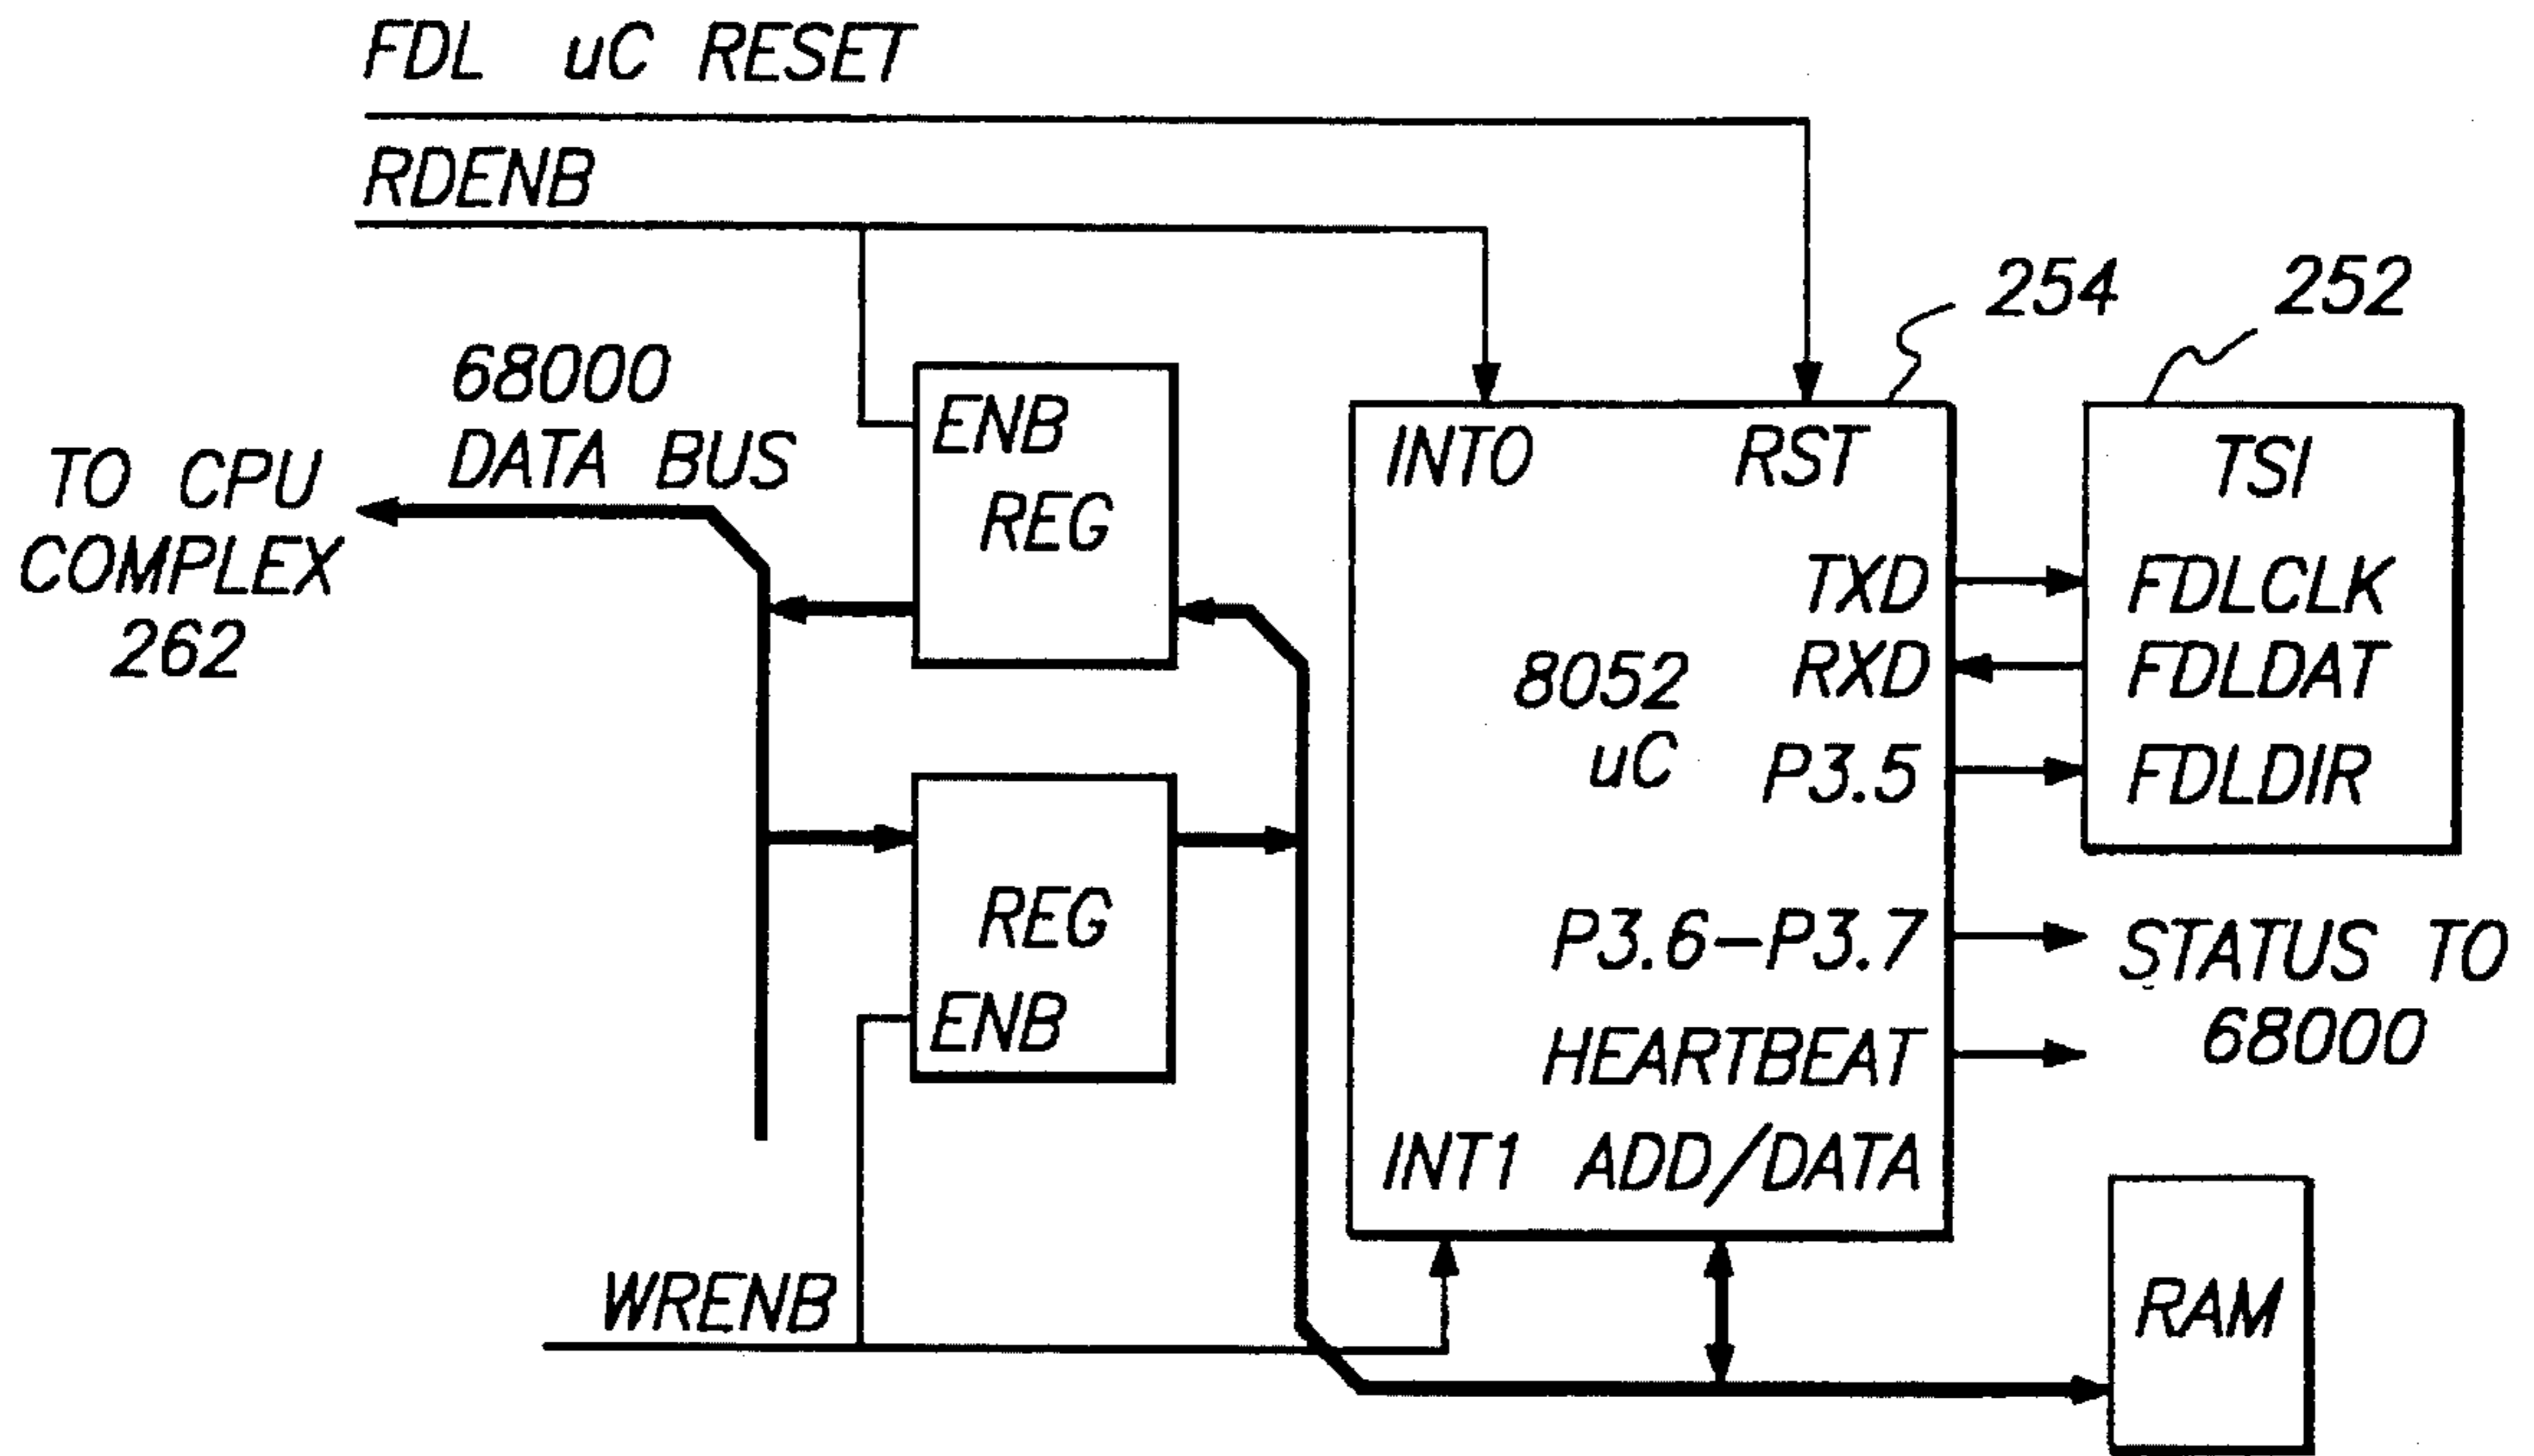 FDL uC RESET
RDENB
254
252
68000
DATA BUS
TO CPU
COMPLEX
262
ENB
REG
REG
ENB
WRENB
INT0 RST
TXD
RXD
8052
uC
P3.5
P3.6–P3.7
HEARTBEAT
INT1 ADD/DATA
TSI
FDLCLK
FDLDAT
FDLDIR
STATUS TO
68000
RAM